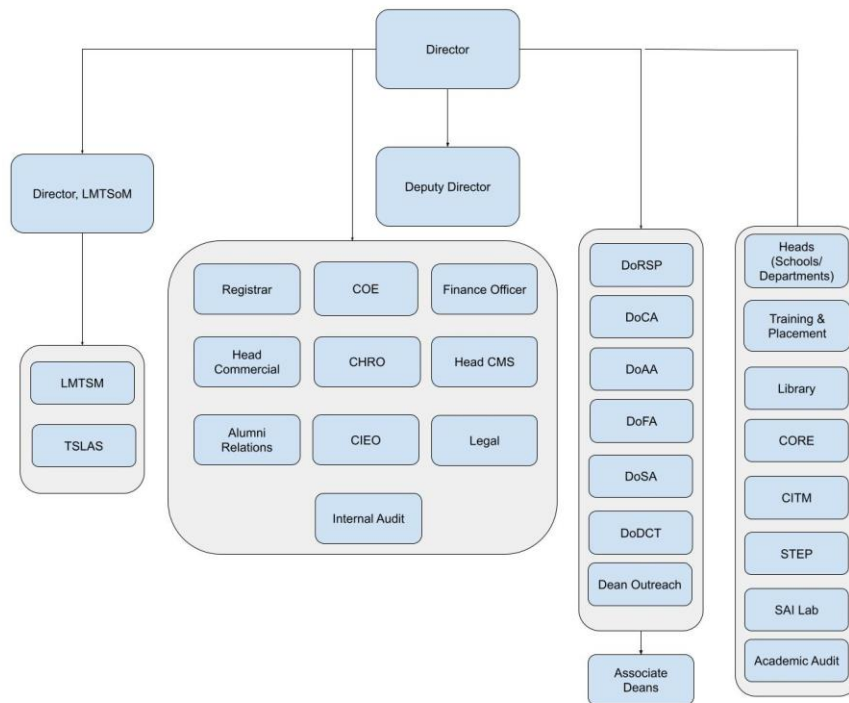 Director
Director, LMTSoM
Deputy Director
LMTSM
TSLAS
Registrar
COE
Finance Officer
Head
Commercial
CHRO
Head CMS
Alumni
Relations
CIEO
Legal
Internal Audit
DoRSP
DoCA
DoAA
DoFA
DoSA
DoDCT
Dean Outreach
Associate
Deans
Heads
(Schools/
Departments)
Training &
Placement
Library
CORE
CITM
STEP
SAI Lab
Academic Audit